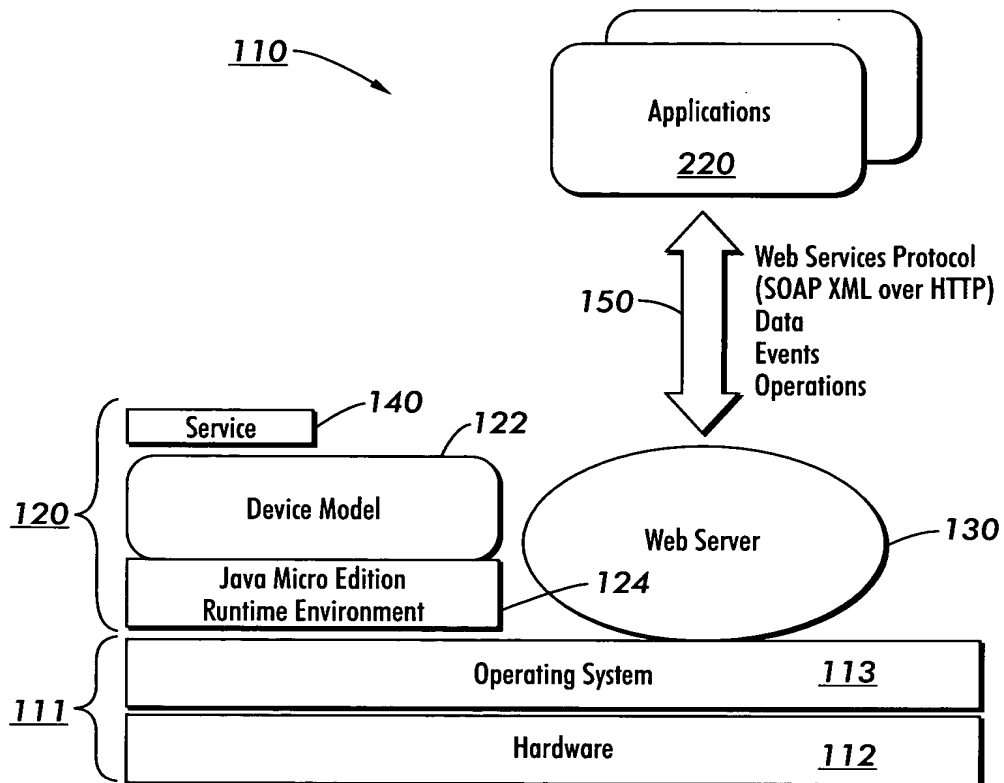 110
Applications
220
150
Web Services Protocol
(SOAP XML over HTTP)
Data
Events
Operations
Service
140
122
120
Device Model
Web Server
130
Java Micro Edition
Runtime Environment
124
Operating System
113
111
Hardware
112